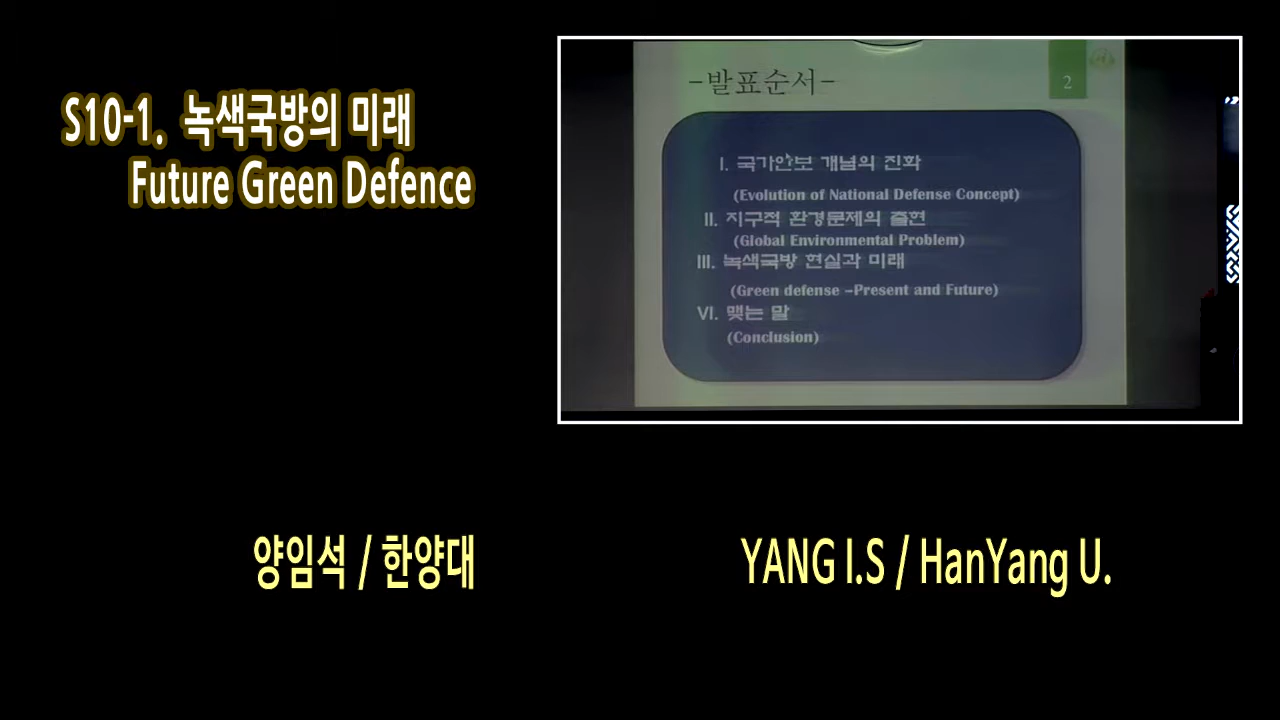 S10-1. 녹색국방의 미래
Future Green Defence
-발표순서-
2
I. 국가안보 개념의 진화
(Evolution of National Defense Concept)
II. 지구적 환경문제의 출현
(Global Environmental Problem)
III. 녹색국방 현실과 미래
(Green defense –Present and Future)
VI. 맺는 말
(Conclusion)
양임석 / 한양대
YANG I.S / HanYang U.